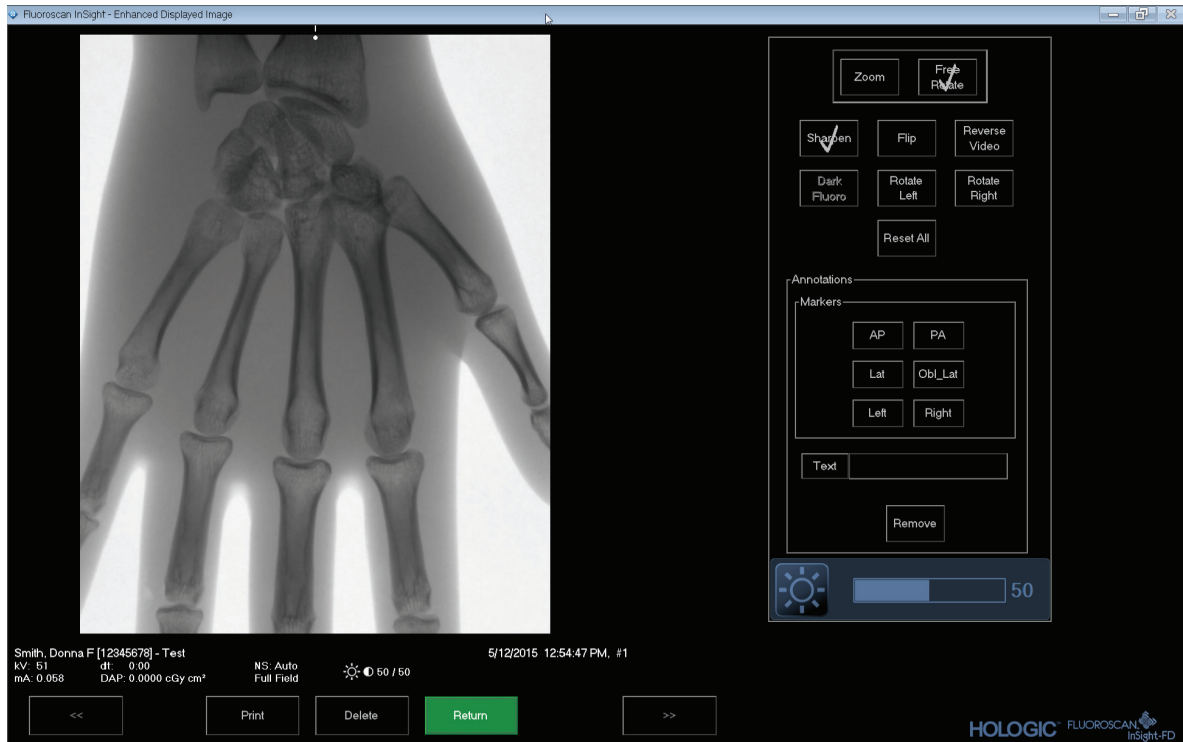 Fluoroscan InSight - Enhanced Displayed Image
Zoom
Free
Rotate
Sharpen
Flip
Reverse
Video
Dark
Fluoro
Rotate
Left
Rotate
Right
Reset All
Annotations
Markers
AP
PA
Lat
Obl_Lat
Left
Right
Text
Remove
50
Smith, Donna F [12345678] - Test
5/12/2015 12:54:47 PM, #1
kV: 51 dt: 0:00 NS: Auto
mA: 0.058 DAP: 0.0000 cGy cm² Full Field
50 / 50
<<
Print
Delete
Return
>>
HOLOGIC™
FLUOROSCAN
InSight-FD